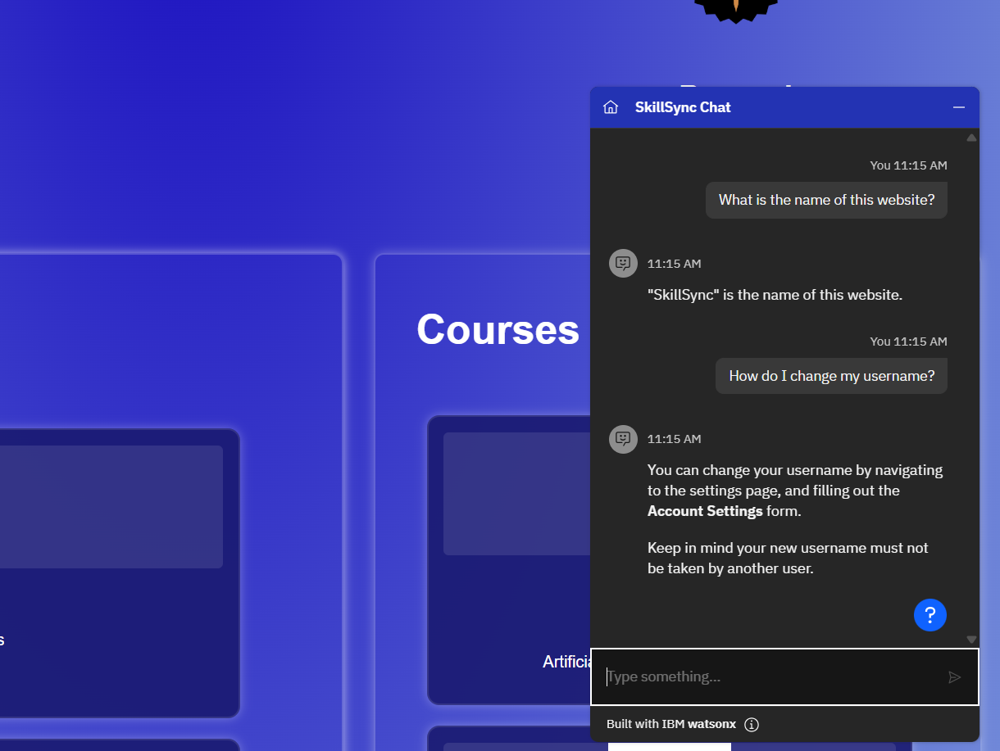 SkillSync Chat
You 11:15 AM
What is the name of this website?
11:15 AM
"SkillSync" is the name of this website.
You 11:15 AM
How do I change my username?
11:15 AM
You can change your username by navigating
to the settings page, and filling out the
Account Settings form.
Keep in mind your new username must not
be taken by another user.
?
Type something...
Built with IBM watsonx
Courses
s